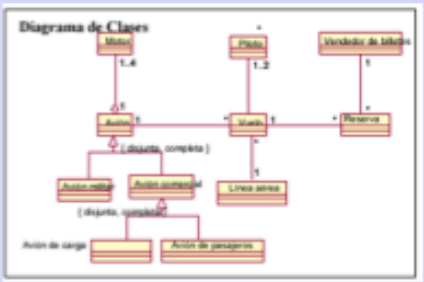 Diagrama de Clases
*
Motor
Piloto
Vendedor de billetes
1..4
1..2
1
1
*
*
Avión
1
*
Vuelo
1
*
Reserva
{ disjunta, completa }
*
1
Avión militar
Avión comercial
Línea aérea
{ disjunta, completa }
Avión de carga
Avión de pasajeros